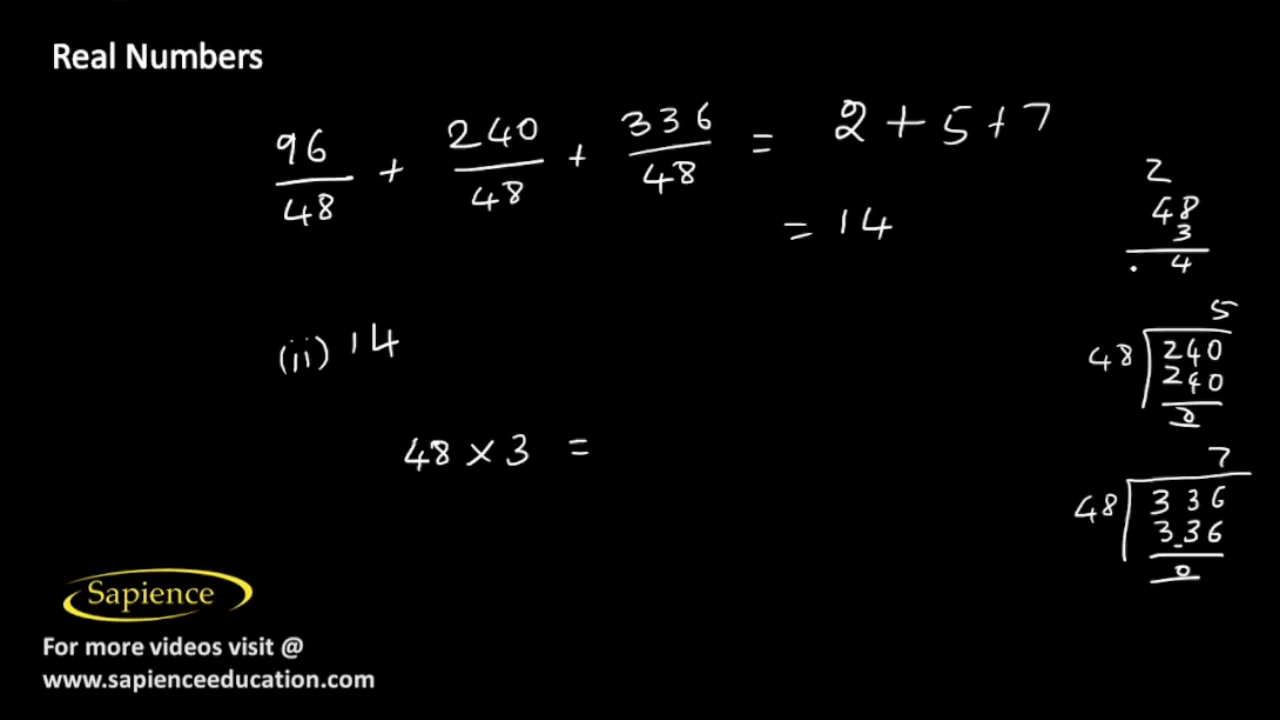 Real Numbers
96/48 + 240/48 + 336/48 = 2 + 5 + 7
= 14
2
48
3
. 4
(ii) 14
48 × 3 =
5
48 240
240
0
7
48 336
336
0
Sapience
For more videos visit @
www.sapienceeducation.com